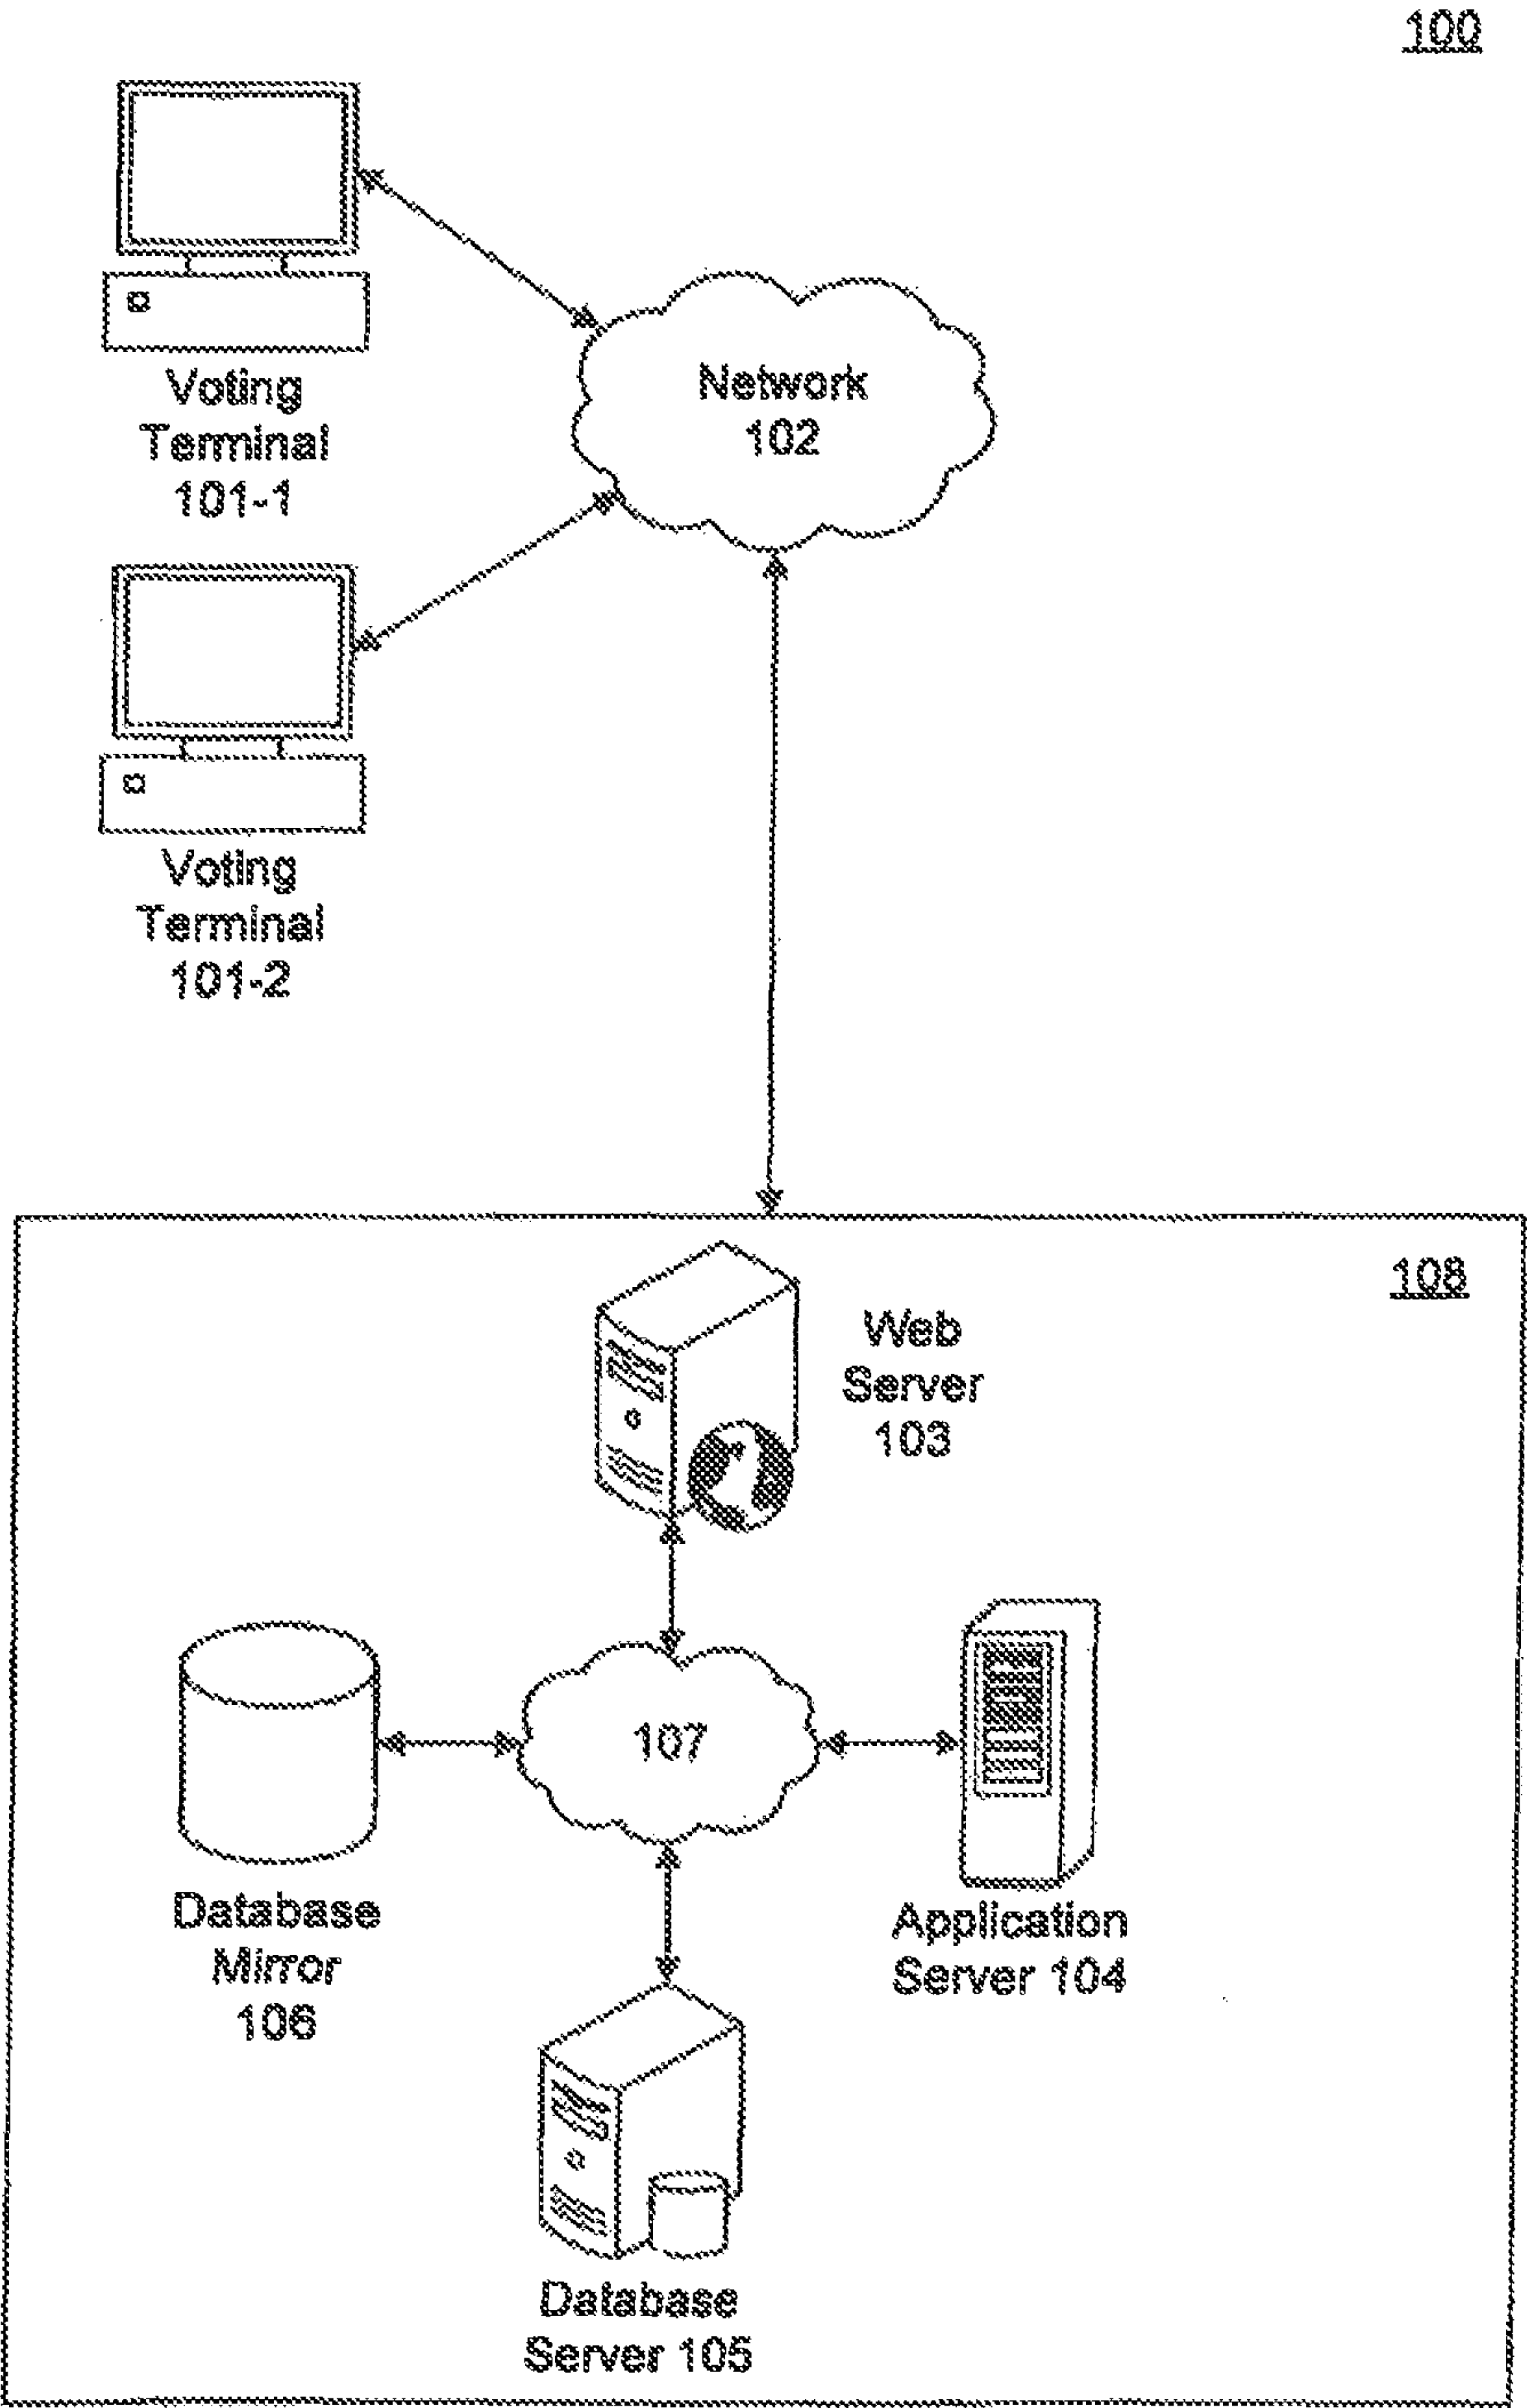 100
Voting
Terminal
101-1
Network
102
Voting
Terminal
101-2
108
Web
Server
103
107
Database
Mirror
106
Application
Server 104
Database
Server 105